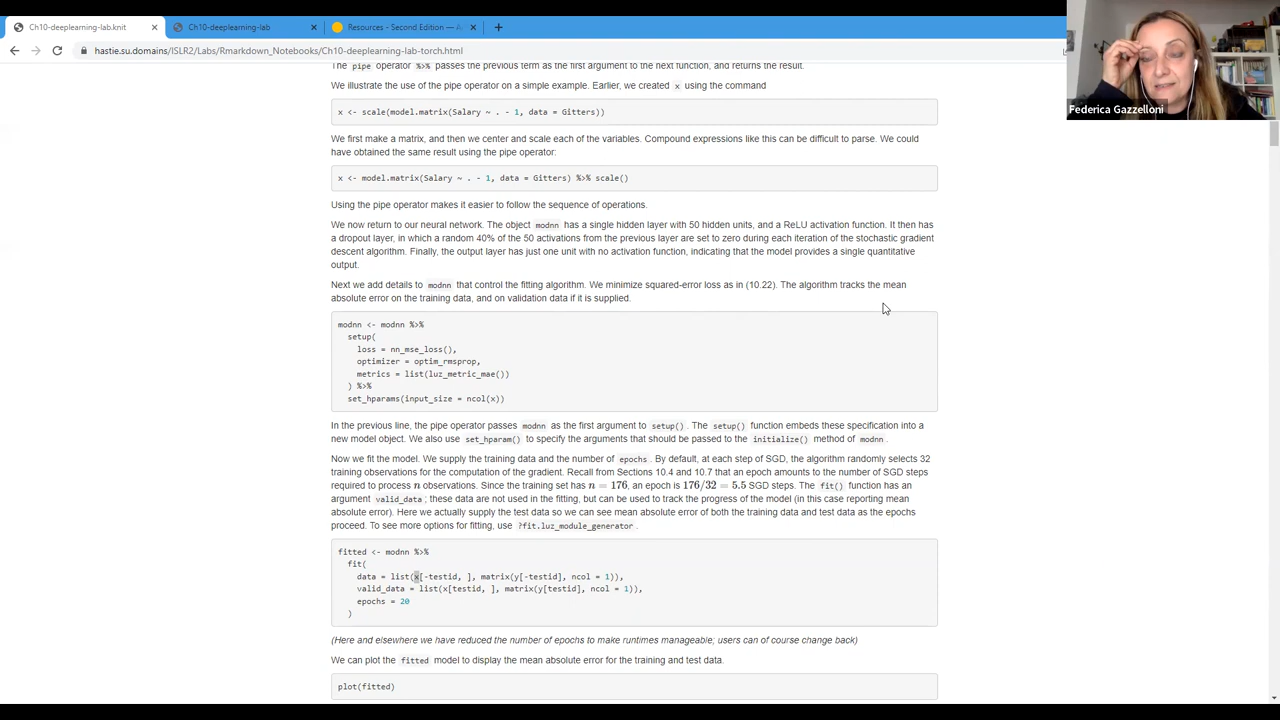 Ch10-deeplearning-lab.knit
Ch10-deeplearning-lab
Resources - Second Edition — A
hastie.su.domains/ISLR2/Labs/Rmarkdown_Notebooks/Ch10-deeplearning-lab-torch.html
Federica Gazzelloni
The pipe operator %>% passes the previous term as the first argument to the next function, and returns the result.
We illustrate the use of the pipe operator on a simple example. Earlier, we created x using the command
x <- scale(model.matrix(Salary ~ . - 1, data = Gitters))
We first make a matrix, and then we center and scale each of the variables. Compound expressions like this can be difficult to parse. We could
have obtained the same result using the pipe operator:
x <- model.matrix(Salary ~ . - 1, data = Gitters) %>% scale()
Using the pipe operator makes it easier to follow the sequence of operations.
We now return to our neural network. The object modnn has a single hidden layer with 50 hidden units, and a ReLU activation function. It then has
a dropout layer, in which a random 40% of the 50 activations from the previous layer are set to zero during each iteration of the stochastic gradient
descent algorithm. Finally, the output layer has just one unit with no activation function, indicating that the model provides a single quantitative
output.
Next we add details to modnn that control the fitting algorithm. We minimize squared-error loss as in (10.22). The algorithm tracks the mean
absolute error on the training data, and on validation data if it is supplied.
modnn <- modnn %>%
setup(
loss = nn_mse_loss(),
optimizer = optim_rmsprop,
metrics = list(luz_metric_mae())
) %>%
set_hparams(input_size = ncol(x))
In the previous line, the pipe operator passes modnn as the first argument to setup(). The setup() function embeds these specification into a
new model object. We also use set_hparam() to specify the arguments that should be passed to the initialize() method of modnn.
Now we fit the model. We supply the training data and the number of epochs. By default, at each step of SGD, the algorithm randomly selects 32
training observations for the computation of the gradient. Recall from Sections 10.4 and 10.7 that an epoch amounts to the number of SGD steps
required to process n observations. Since the training set has n = 176, an epoch is 176/32 = 5.5 SGD steps. The fit() function has an
argument valid_data; these data are not used in the fitting, but can be used to track the progress of the model (in this case reporting mean
absolute error). Here we actually supply the test data so we can see mean absolute error of both the training data and test data as the epochs
proceed. To see more options for fitting, use ?fit.luz_module_generator.
fitted <- modnn %>%
fit(
data = list(x[-testid, ], matrix(y[-testid], ncol = 1)),
valid_data = list(x[testid, ], matrix(y[testid], ncol = 1)),
epochs = 20
)
(Here and elsewhere we have reduced the number of epochs to make runtimes manageable; users can of course change back)
We can plot the fitted model to display the mean absolute error for the training and test data.
plot(fitted)